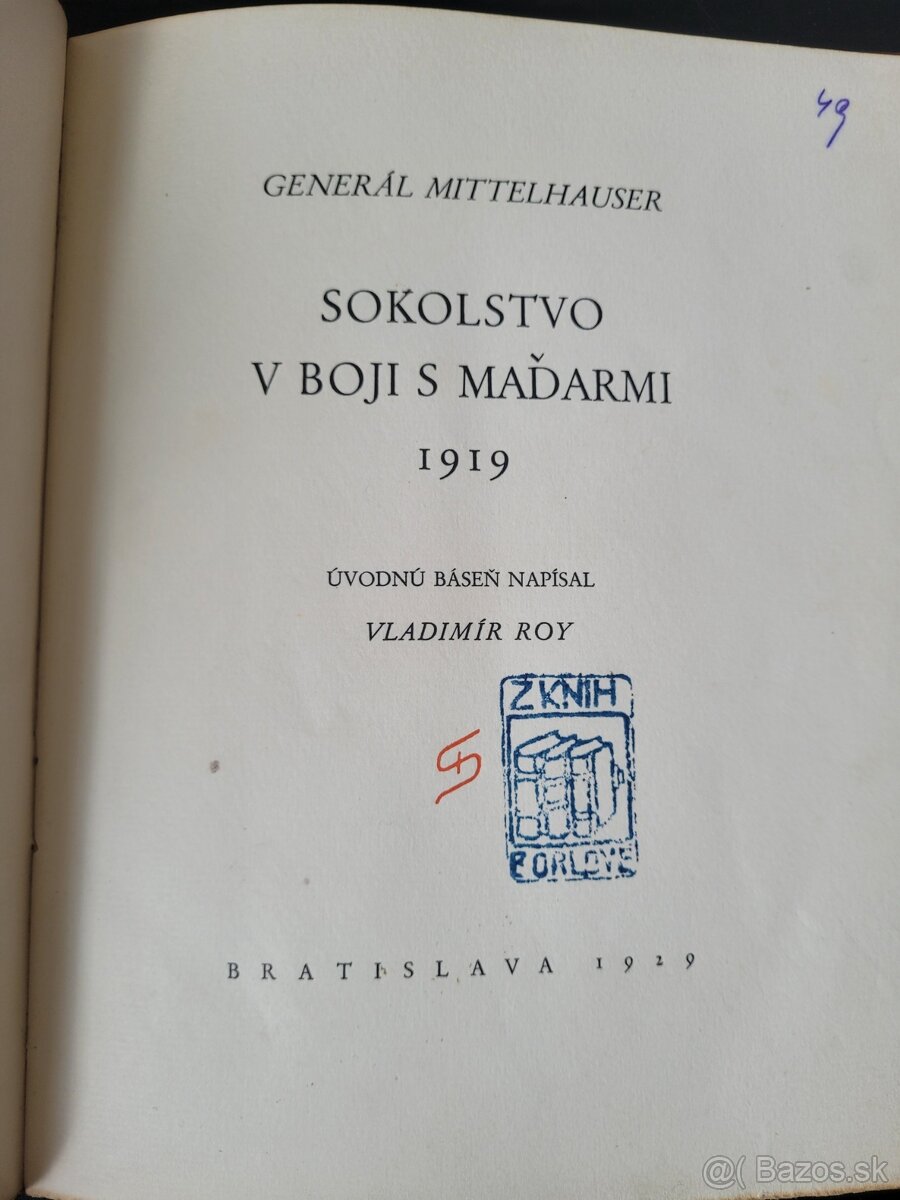 49
GENERÁL MITTELHAUSER
SOKOLSTVO
V BOJI S MAĎARMI
1919
ÚVODNÚ BÁSEŇ NAPÍSAL
VLADIMÍR ROY
Z KNIH
BRATISLAVA 1929
@( Bazos.sk